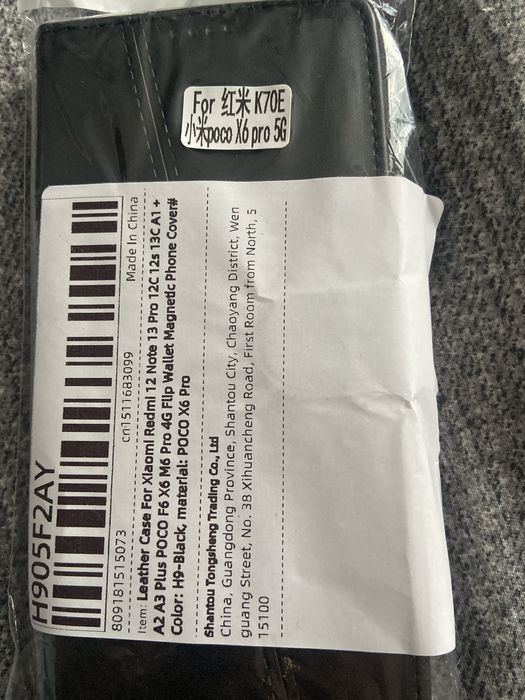 For 红米 K70E
小米poco X6 pro 5G
H905F2AY
809181515073
cn1511683099
Made In China
Item: Leather Case For Xiaomi Redmi 12 Note 13 Pro 12C 12s 13C A1 +
A2 A3 Plus POCO F6 X6 M6 Pro 4G Flip Wallet Magnetic Phone Cover#
Color: H9-Black, material: POCO X6 Pro
Shantou Tongsheng Trading Co., Ltd
China, Guangdong Province, Shantou City, Chaoyang District, Wen
guang Street, No. 38 Xihuancheng Road, First Room from North, 5
15100